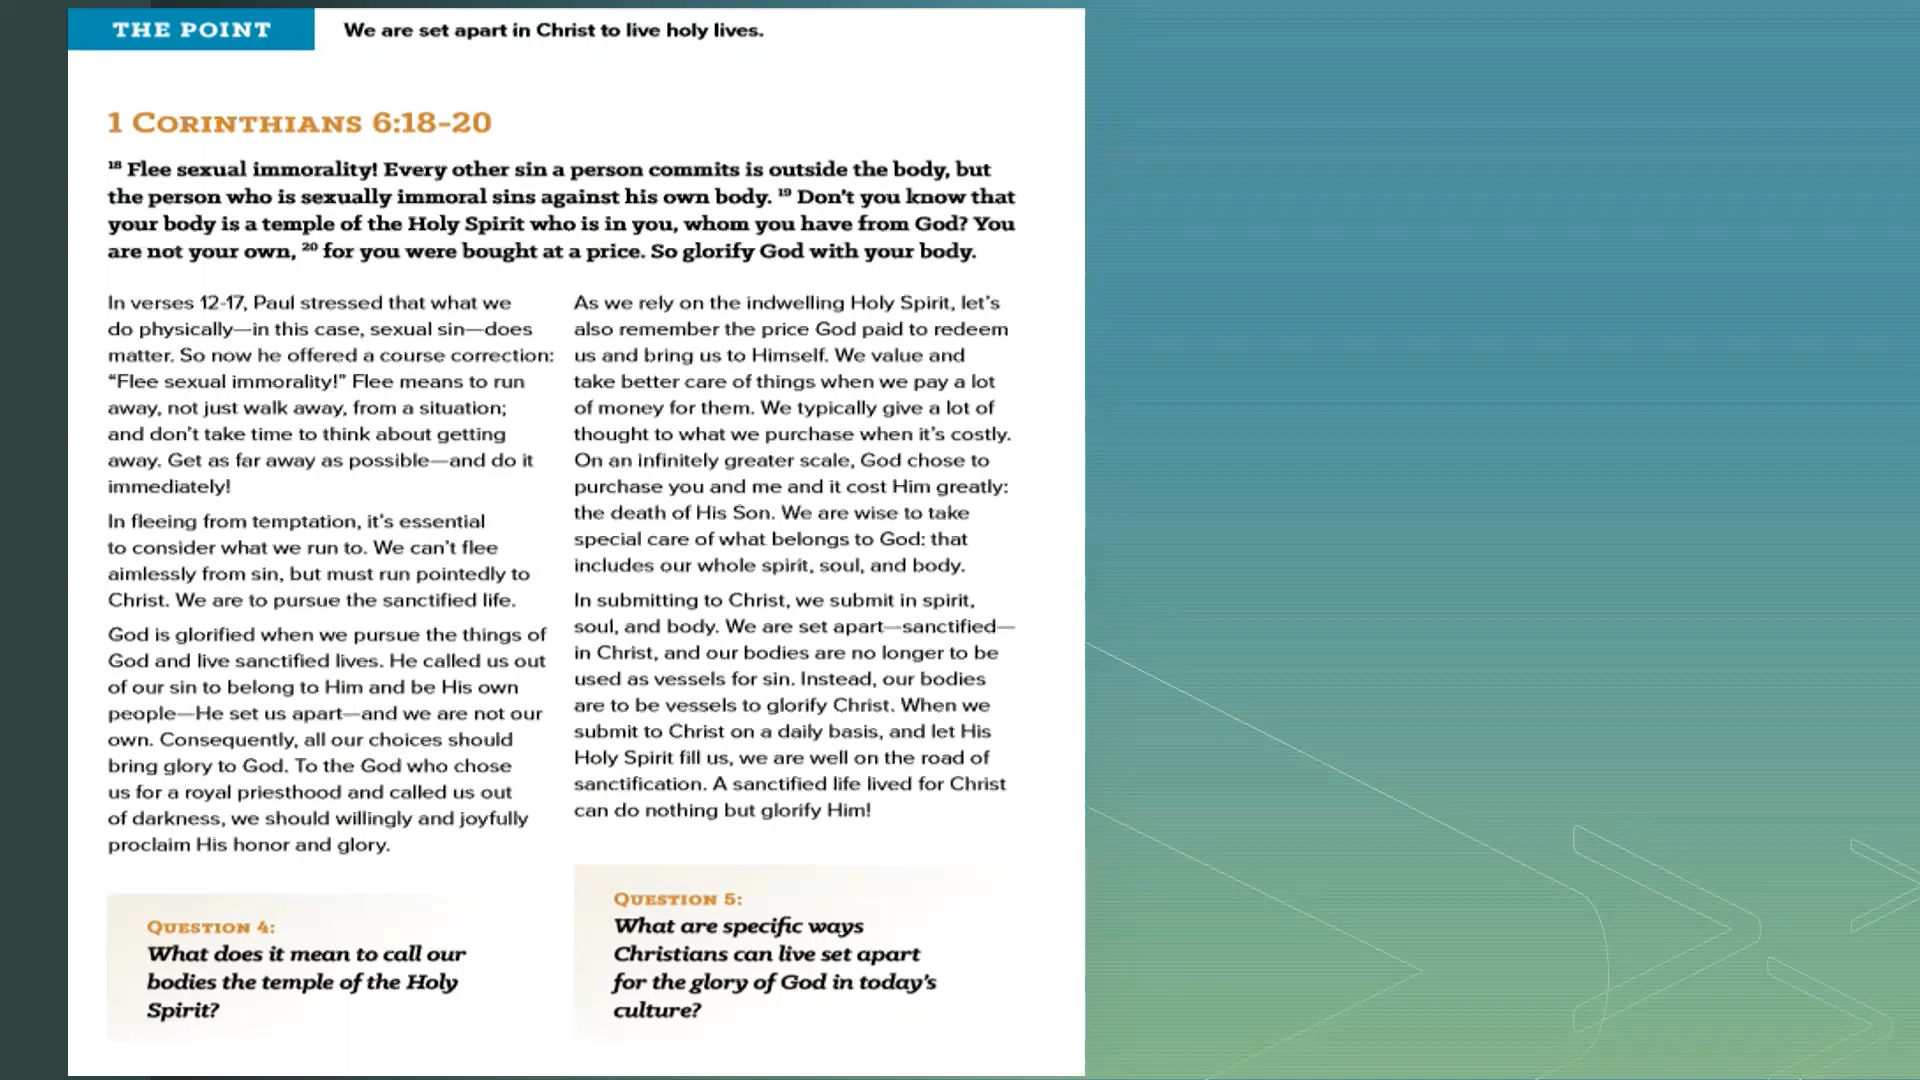 THE POINT
We are set apart in Christ to live holy lives.
1 CORINTHIANS 6:18-20
18 Flee sexual immorality! Every other sin a person commits is outside the body, but
the person who is sexually immoral sins against his own body. 19 Don't you know that
your body is a temple of the Holy Spirit who is in you, whom you have from God? You
are not your own, 20 for you were bought at a price. So glorify God with your body.
In verses 12-17, Paul stressed that what we
do physically—in this case, sexual sin—does
matter. So now he offered a course correction:
“Flee sexual immorality!” Flee means to run
away, not just walk away, from a situation;
and don't take time to think about getting
away. Get as far away as possible—and do it
immediately!
In fleeing from temptation, it's essential
to consider what we run to. We can't flee
aimlessly from sin, but must run pointedly to
Christ. We are to pursue the sanctified life.
God is glorified when we pursue the things of
God and live sanctified lives. He called us out
of our sin to belong to Him and be His own
people—He set us apart—and we are not our
own. Consequently, all our choices should
bring glory to God. To the God who chose
us for a royal priesthood and called us out
of darkness, we should willingly and joyfully
proclaim His honor and glory.
QUESTION 4:
What does it mean to call our
bodies the temple of the Holy
Spirit?
As we rely on the indwelling Holy Spirit, let's
also remember the price God paid to redeem
us and bring us to Himself. We value and
take better care of things when we pay a lot
of money for them. We typically give a lot of
thought to what we purchase when it's costly.
On an infinitely greater scale, God chose to
purchase you and me and it cost Him greatly:
the death of His Son. We are wise to take
special care of what belongs to God: that
includes our whole spirit, soul, and body.
In submitting to Christ, we submit in spirit,
soul, and body. We are set apart—sanctified—
in Christ, and our bodies are no longer to be
used as vessels for sin. Instead, our bodies
are to be vessels to glorify Christ. When we
submit to Christ on a daily basis, and let His
Holy Spirit fill us, we are well on the road of
sanctification. A sanctified life lived for Christ
can do nothing but glorify Him!
QUESTION 5:
What are specific ways
Christians can live set apart
for the glory of God in today's
culture?